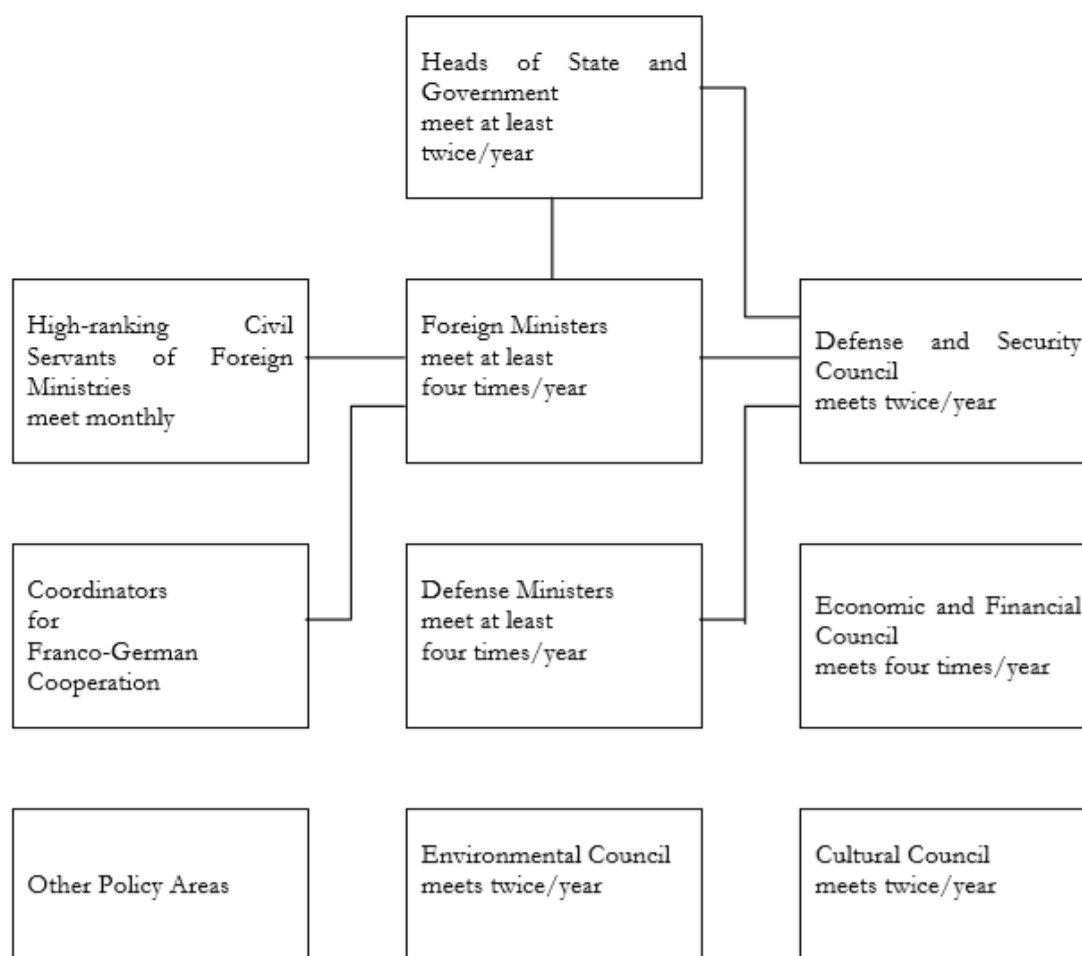 Heads of State and
Government
meet at least
twice/year
High-ranking Civil
Servants of Foreign
Ministries
meet monthly
Foreign Ministers
meet at least
four times/year
Defense and Security
Council
meets twice/year
Coordinators
for
Franco-German
Cooperation
Defense Ministers
meet at least
four times/year
Economic and Financial
Council
meets four times/year
Other Policy Areas
Environmental Council
meets twice/year
Cultural Council
meets twice/year